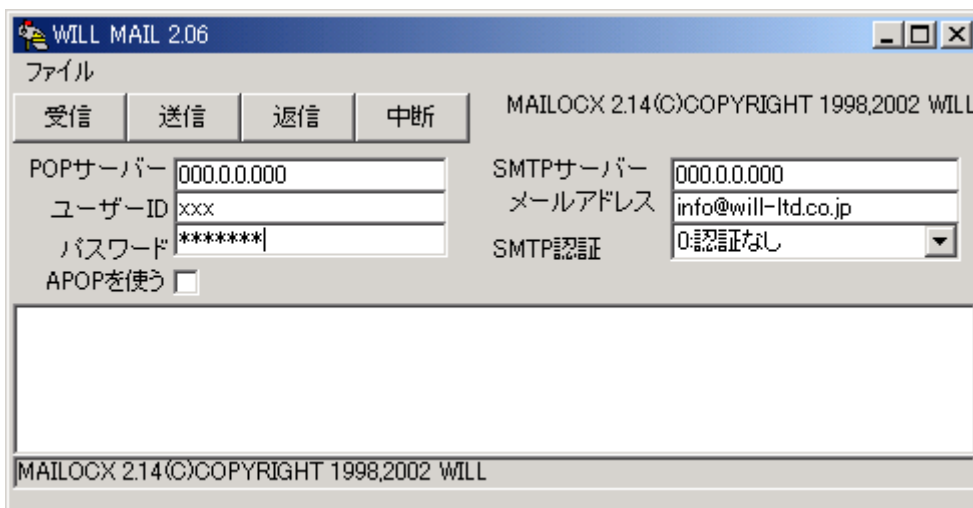 WILL MAIL 2.06
ファイル
受信 送信 返信 中断 MAILOCX 2.14(C)COPYRIGHT 1998,2002 WILL
POPサーバー 000.0.0.000 SMTPサーバー 000.0.0.000
ユーザーID xxx メールアドレス info@will-ltd.co.jp
パスワード ******* SMTP認証 0:認証なし
APOPを使う
MAILOCX 2.14(C)COPYRIGHT 1998,2002 WILL